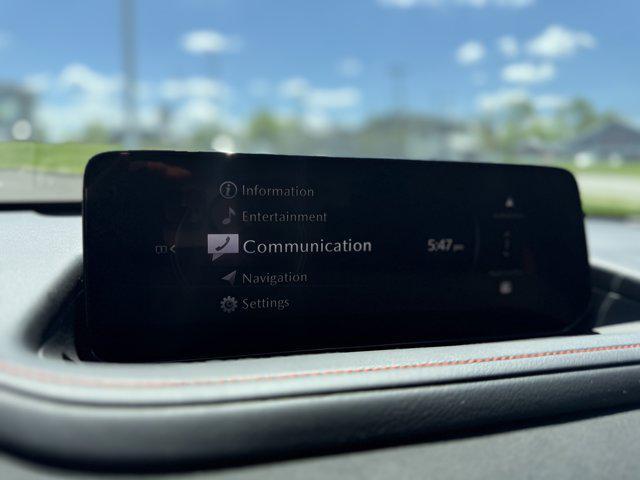 Information
Entertainment
Communication
5:47 pm
Navigation
Settings